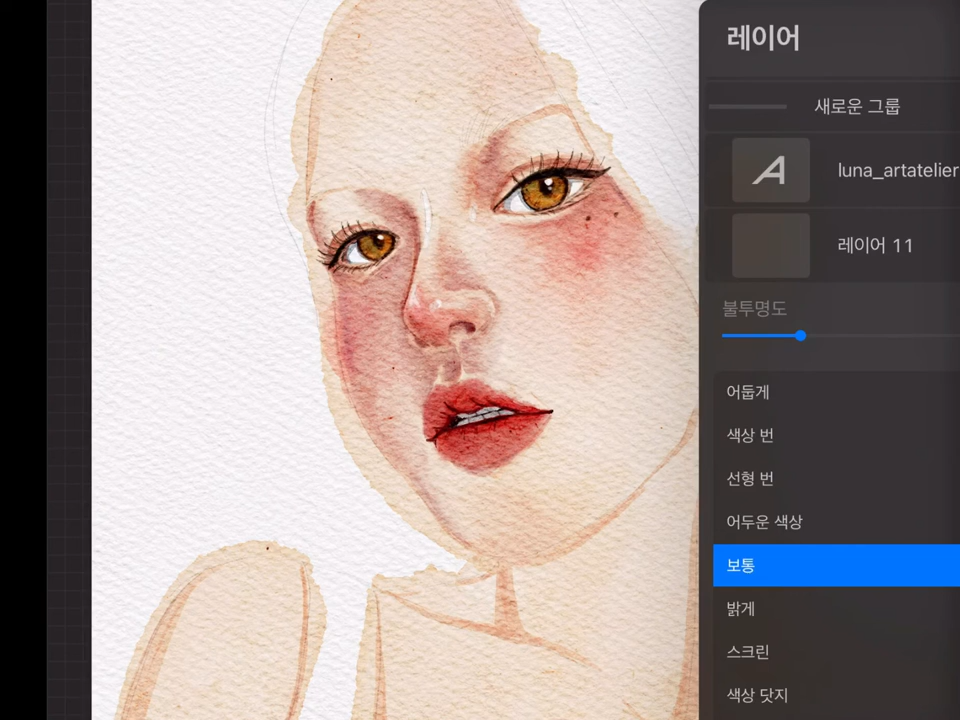 레이어
새로운 그룹
luna_artatelier
레이어 11
불투명도
어둡게
색상 번
선형 번
어두운 색상
보통
밝게
스크린
색상 닷지